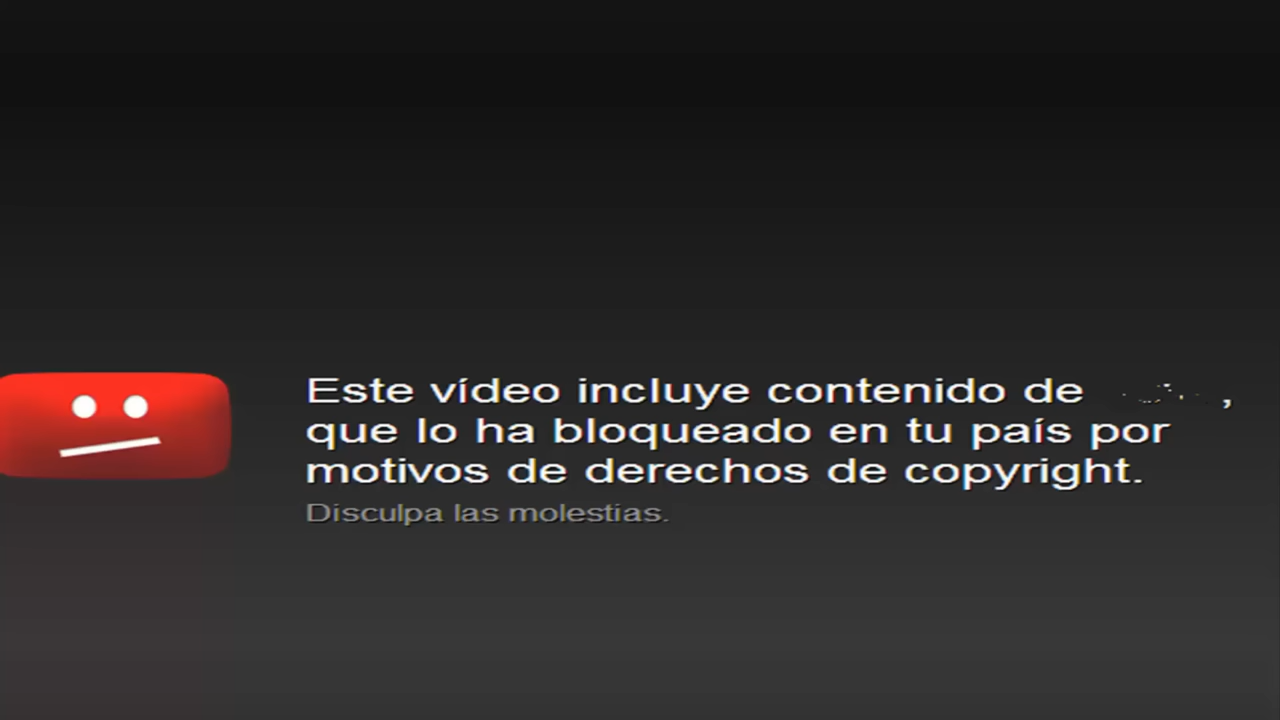 Este vídeo incluye contenido de ,
que lo ha bloqueado en tu país por
motivos de derechos de copyright.
Disculpa las molestias.